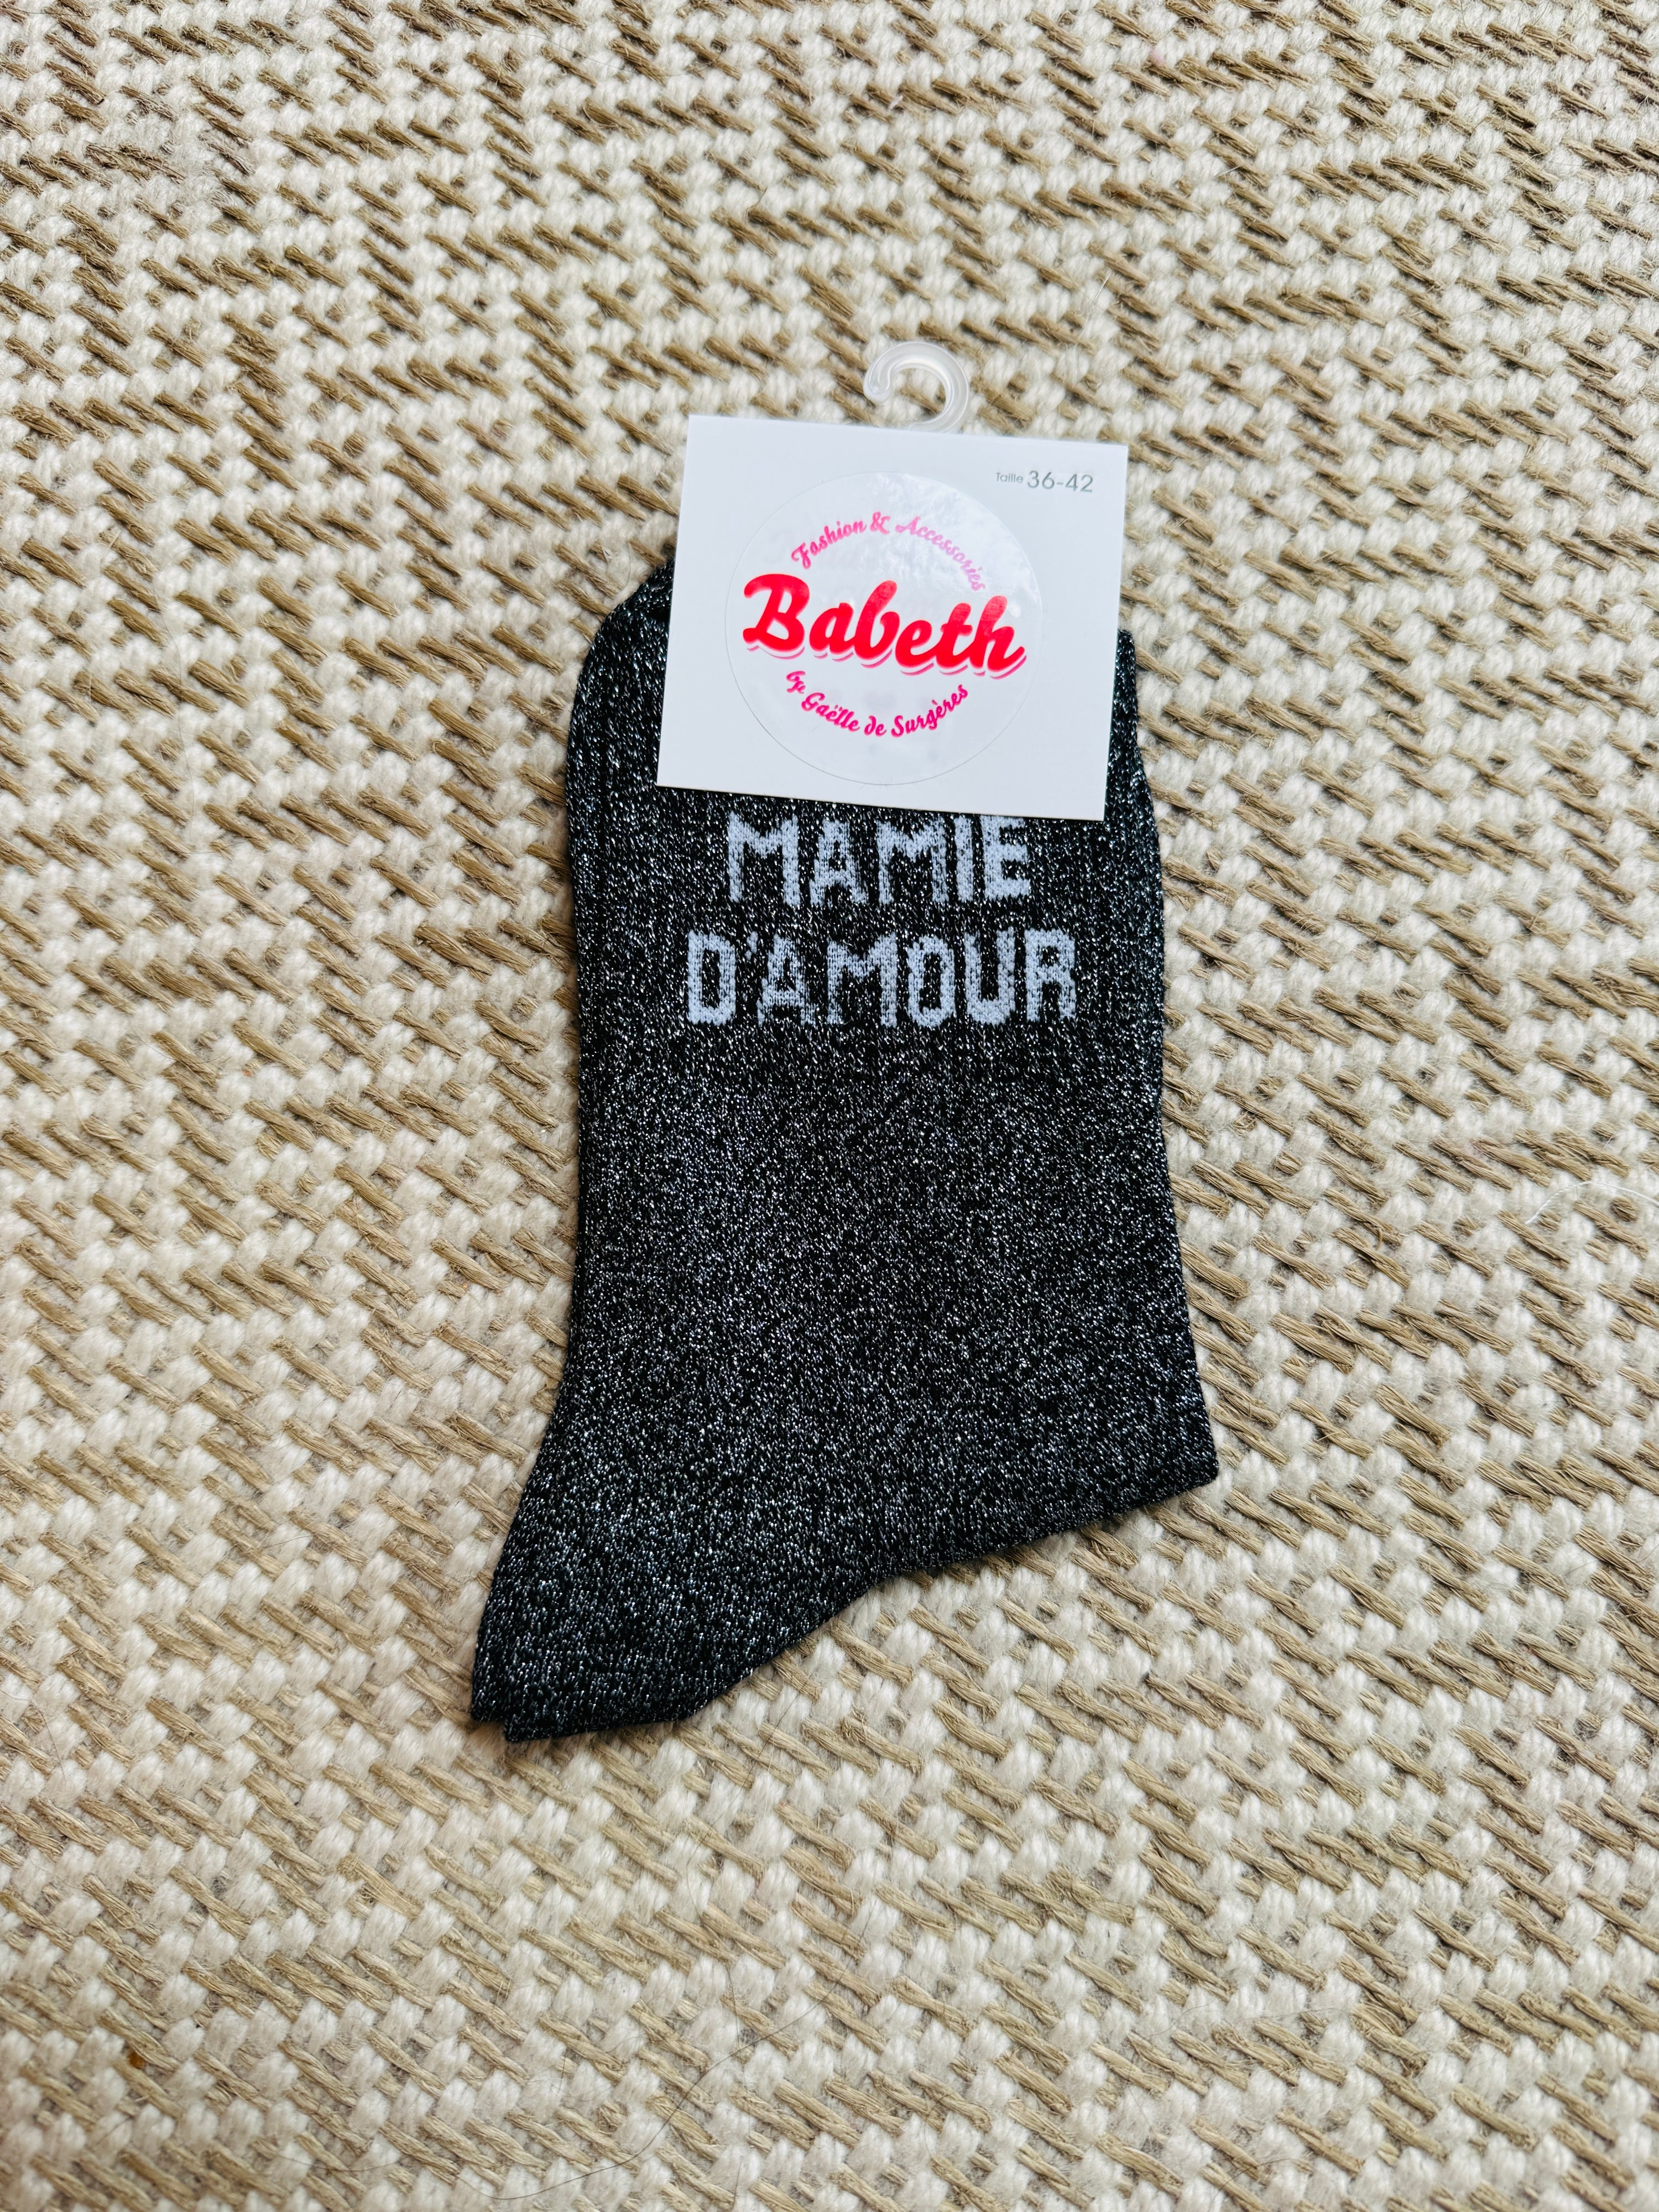 Taille 36-42
Fashion & Accessories
Babeth
by Gaëlle de Surgères
MAMIE
D'AMOUR